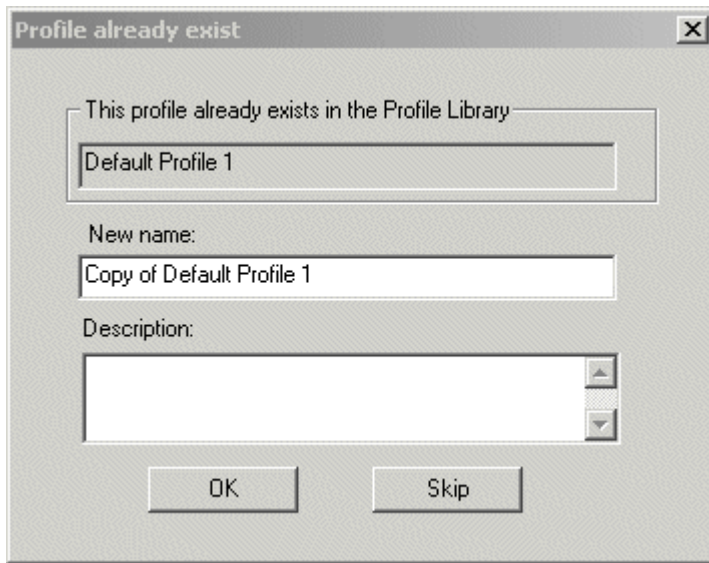 Profile already exist
This profile already exists in the Profile Library
Default Profile 1
New name:
Copy of Default Profile 1
Description:
OK
Skip